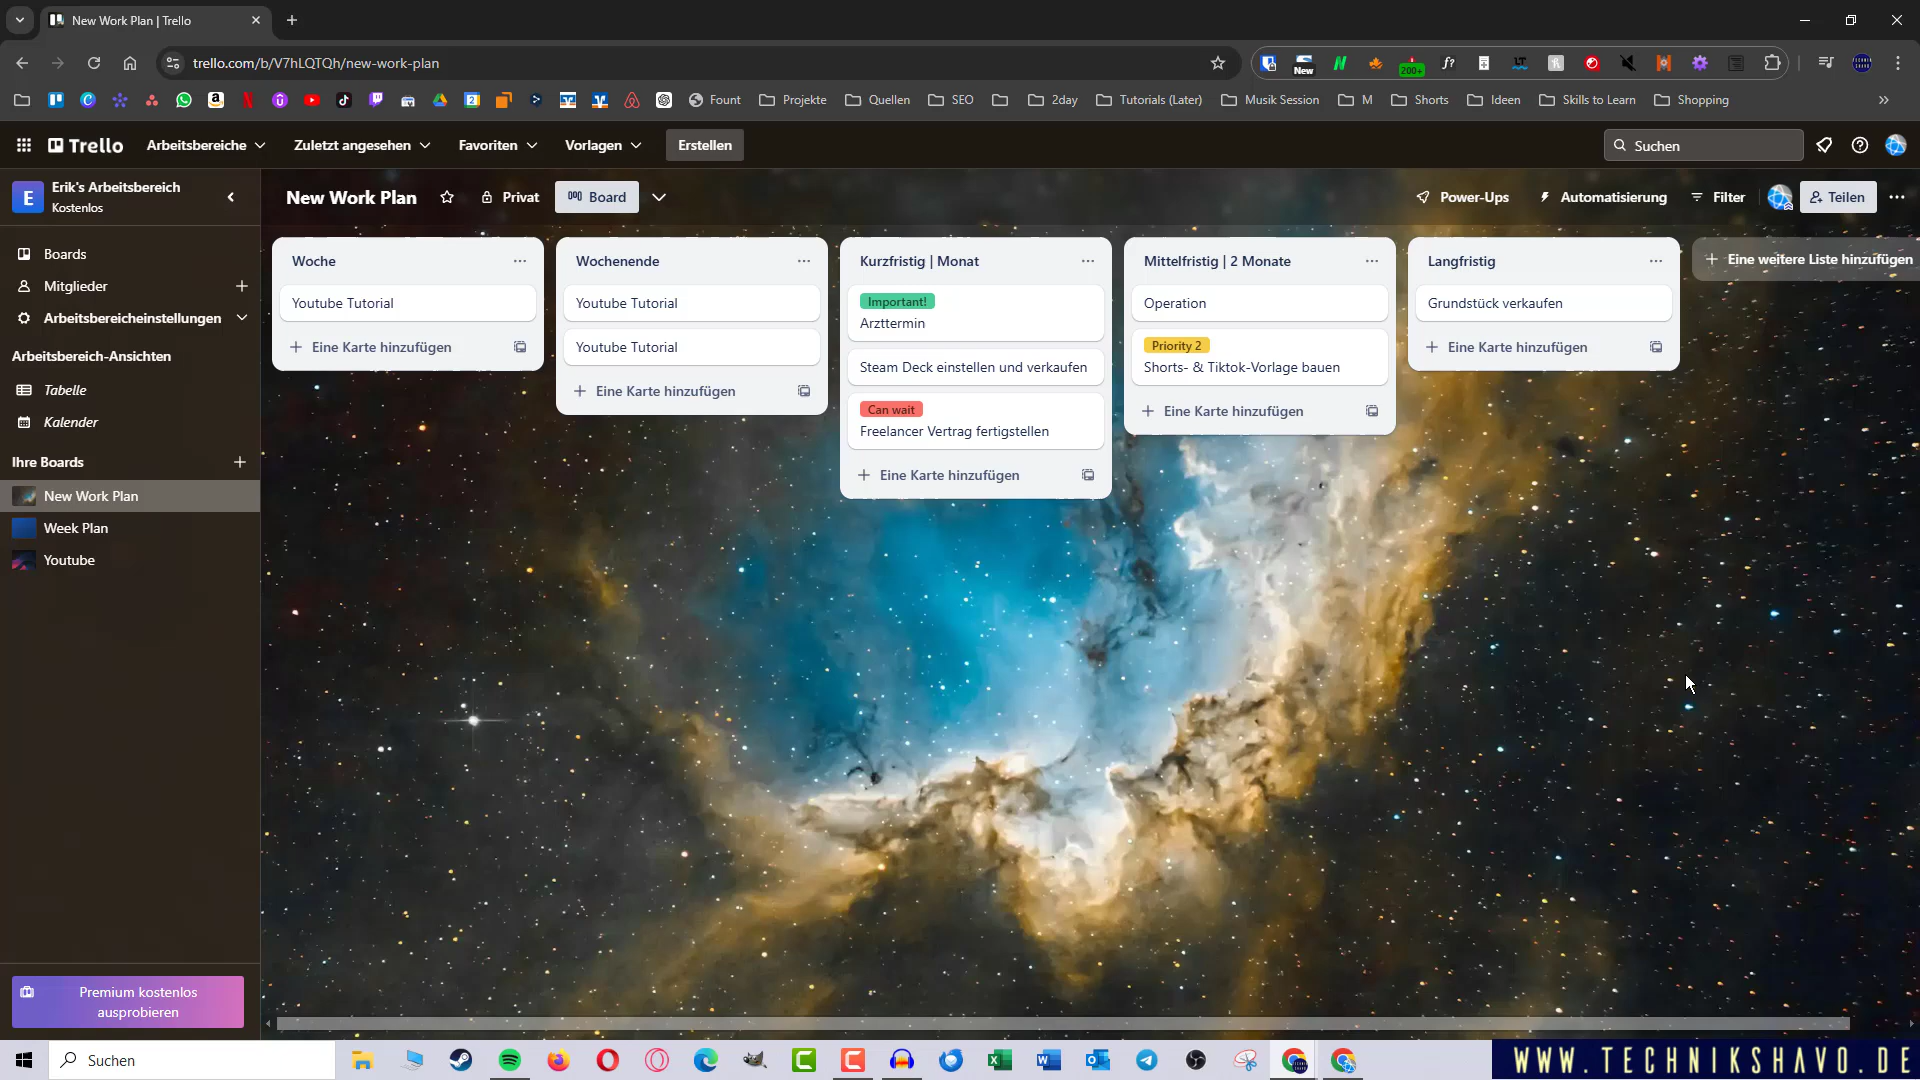 New Work Plan | Trello
trello.com/b/V7hLQTQh/new-work-plan
New
200+
f?
LT
Fount
Projekte
Quellen
SEO
2day
Tutorials (Later)
Musik Session
M
Shorts
Ideen
Skills to Learn
Shopping
»
Trello
Arbeitsbereiche
Zuletzt angesehen
Favoriten
Vorlagen
Erstellen
Suchen
E
Erik's Arbeitsbereich
Kostenlos
New Work Plan
Privat
Board
Power-Ups
Automatisierung
Filter
Teilen
Boards
Mitglieder
Arbeitsbereicheinstellungen
Arbeitsbereich-Ansichten
Tabelle
Kalender
Ihre Boards
New Work Plan
Week Plan
Youtube
Premium kostenlos
ausprobieren
Woche
Youtube Tutorial
Eine Karte hinzufügen
Wochenende
Youtube Tutorial
Youtube Tutorial
Eine Karte hinzufügen
Kurzfristig | Monat
Important!
Arzttermin
Steam Deck einstellen und verkaufen
Can wait
Freelancer Vertrag fertigstellen
Eine Karte hinzufügen
Mittelfristig | 2 Monate
Operation
Priority 2
Shorts- & Tiktok-Vorlage bauen
Eine Karte hinzufügen
Langfristig
Grundstück verkaufen
Eine Karte hinzufügen
Eine weitere Liste hinzufügen
Suchen
WWW.TECHNIKSHAVO.DE